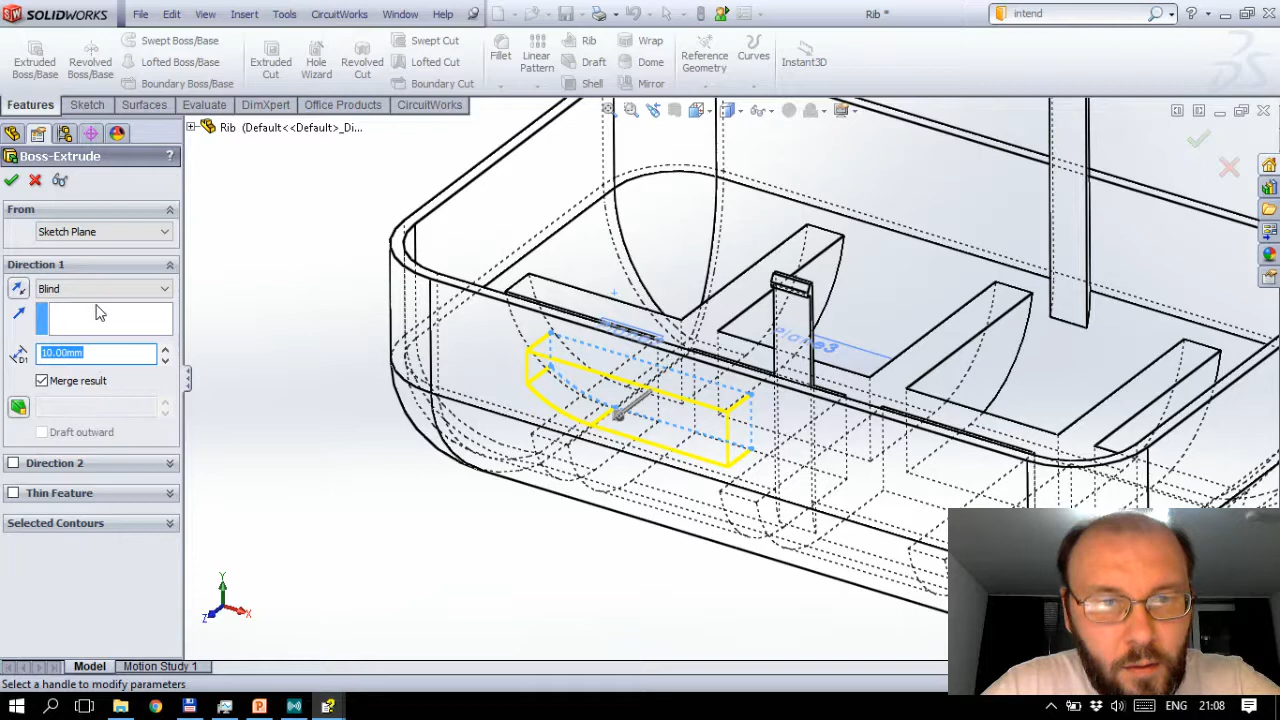 SOLIDWORKS
File Edit View Insert Tools CircuitWorks Window Help
Rib *
intend
Extruded Boss/Base
Revolved Boss/Base
Swept Boss/Base
Lofted Boss/Base
Boundary Boss/Base
Extruded Cut
Hole Wizard
Revolved Cut
Swept Cut
Lofted Cut
Boundary Cut
Fillet
Linear Pattern
Rib
Draft
Shell
Wrap
Dome
Mirror
Reference Geometry
Curves
Instant3D
Features Sketch Surfaces Evaluate DimXpert Office Products CircuitWorks
Rib (Default<<Default>_Di...
Boss-Extrude ?
From
Sketch Plane
Direction 1
Blind
D1
10.00mm
Merge result
Draft outward
Direction 2
Thin Feature
Selected Contours
Plane3
Y
Z
X
Model Motion Study 1
Select a handle to modify parameters
ENG 21:08